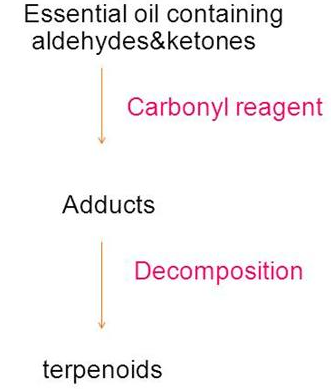 Essential oil containing
aldehydes&ketones
Carbonyl reagent
Adducts
Decomposition
terpenoids